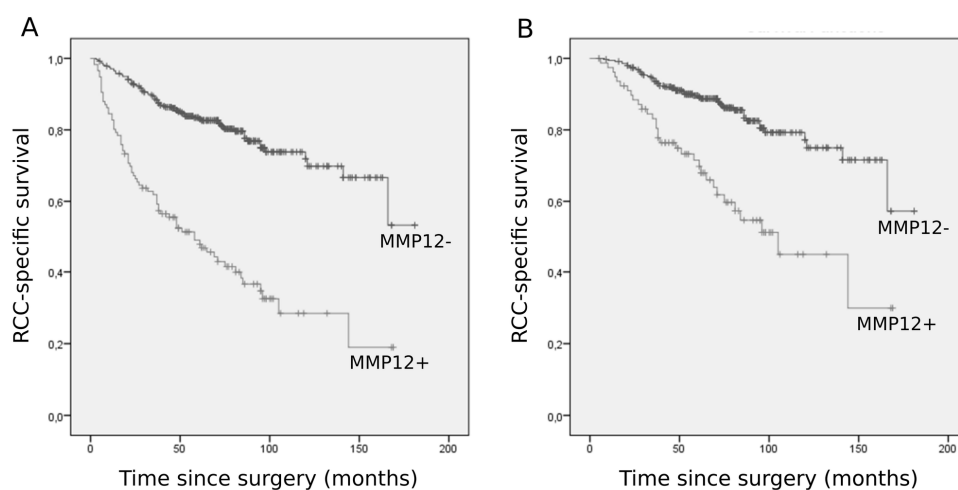 A
RCC-specific survival
1,0
0,8
0,6
0,4
0,2
0,0
MMP12-
MMP12+
0
50
100
150
200
Time since surgery (months)
B
RCC-specific survival
1,0
0,8
0,6
0,4
0,2
0,0
MMP12-
MMP12+
0
50
100
150
200
Time since surgery (months)